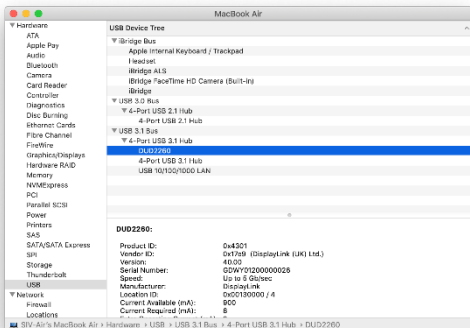 MacBook Air
Hardware
ATA
Apple Pay
Audio
Bluetooth
Camera
Card Reader
Controller
Diagnostics
Disc Burning
Ethernet Cards
Fibre Channel
FireWire
Graphics/Displays
Hardware RAID
Memory
NVMExpress
PCI
Parallel SCSI
Power
Printers
SAS
SATA/SATA Express
SPI
Storage
Thunderbolt
USB
Network
Firewall
Locations
USB Device Tree
iBridge Bus
Apple Internal Keyboard / Trackpad
Headset
iBridge ALS
iBridge FaceTime HD Camera (Built-in)
iBridge
USB 3.0 Bus
4-Port USB 2.1 Hub
4-Port USB 2.1 Hub
USB 3.1 Bus
4-Port USB 3.1 Hub
DUD2260
4-Port USB 3.1 Hub
USB 10/100/1000 LAN
DUD2260:
Product ID: 0x4301
Vendor ID: 0x17e9 (DisplayLink (UK) Ltd.)
Version: 40.00
Serial Number: GDWY01200000026
Speed: Up to 5 Gb/sec
Manufacturer: DisplayLink
Location ID: 0x00130000 / 4
Current Available (mA): 900
Current Required (mA): 8
SIV-Air's MacBook Air › Hardware › USB › USB 3.1 Bus › 4-Port USB 3.1 Hub › DUD2260